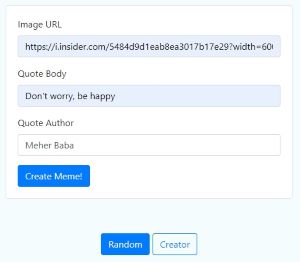 Image URL
https://i.insider.com/5484d9d1eab8ea3017b17e29?width=60
Quote Body
Don't worry, be happy
Quote Author
Meher Baba
Create Meme!
Random Creator